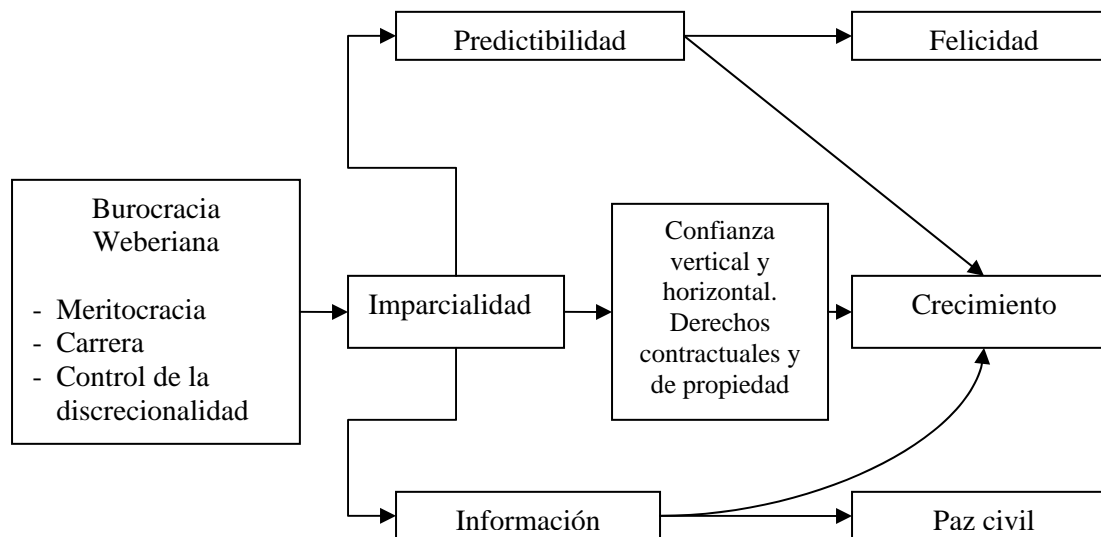 Predictibilidad
Felicidad
Burocracia
Weberiana
- Meritocracia
- Carrera
- Control de la
discrecionalidad
Imparcialidad
Confianza
vertical y
horizontal.
Derechos
contractuales y
de propiedad
Crecimiento
Información
Paz civil